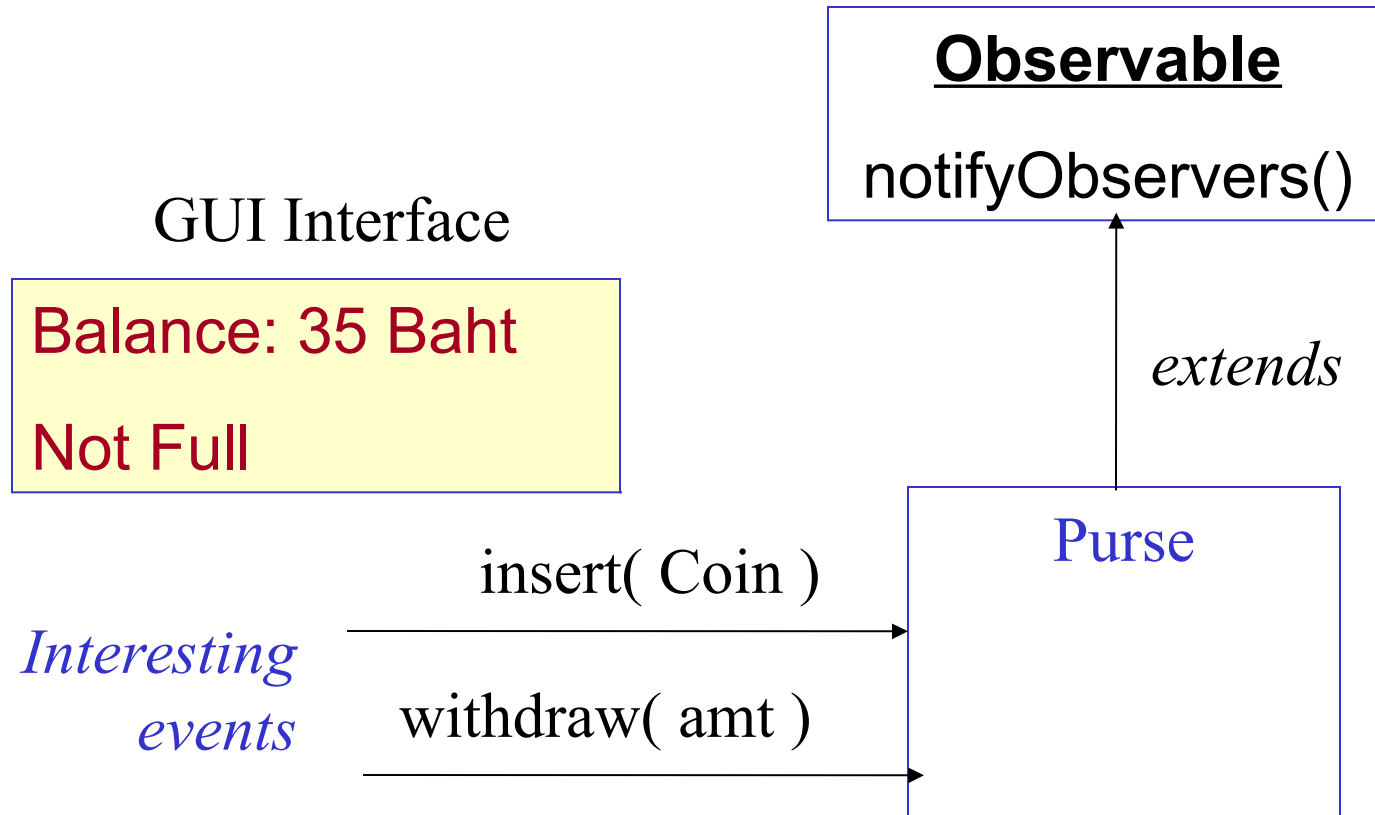 Observable
notifyObservers()
GUI Interface
Balance: 35 Baht
Not Full
extends
Purse
insert( Coin )
Interesting
events
withdraw( amt )